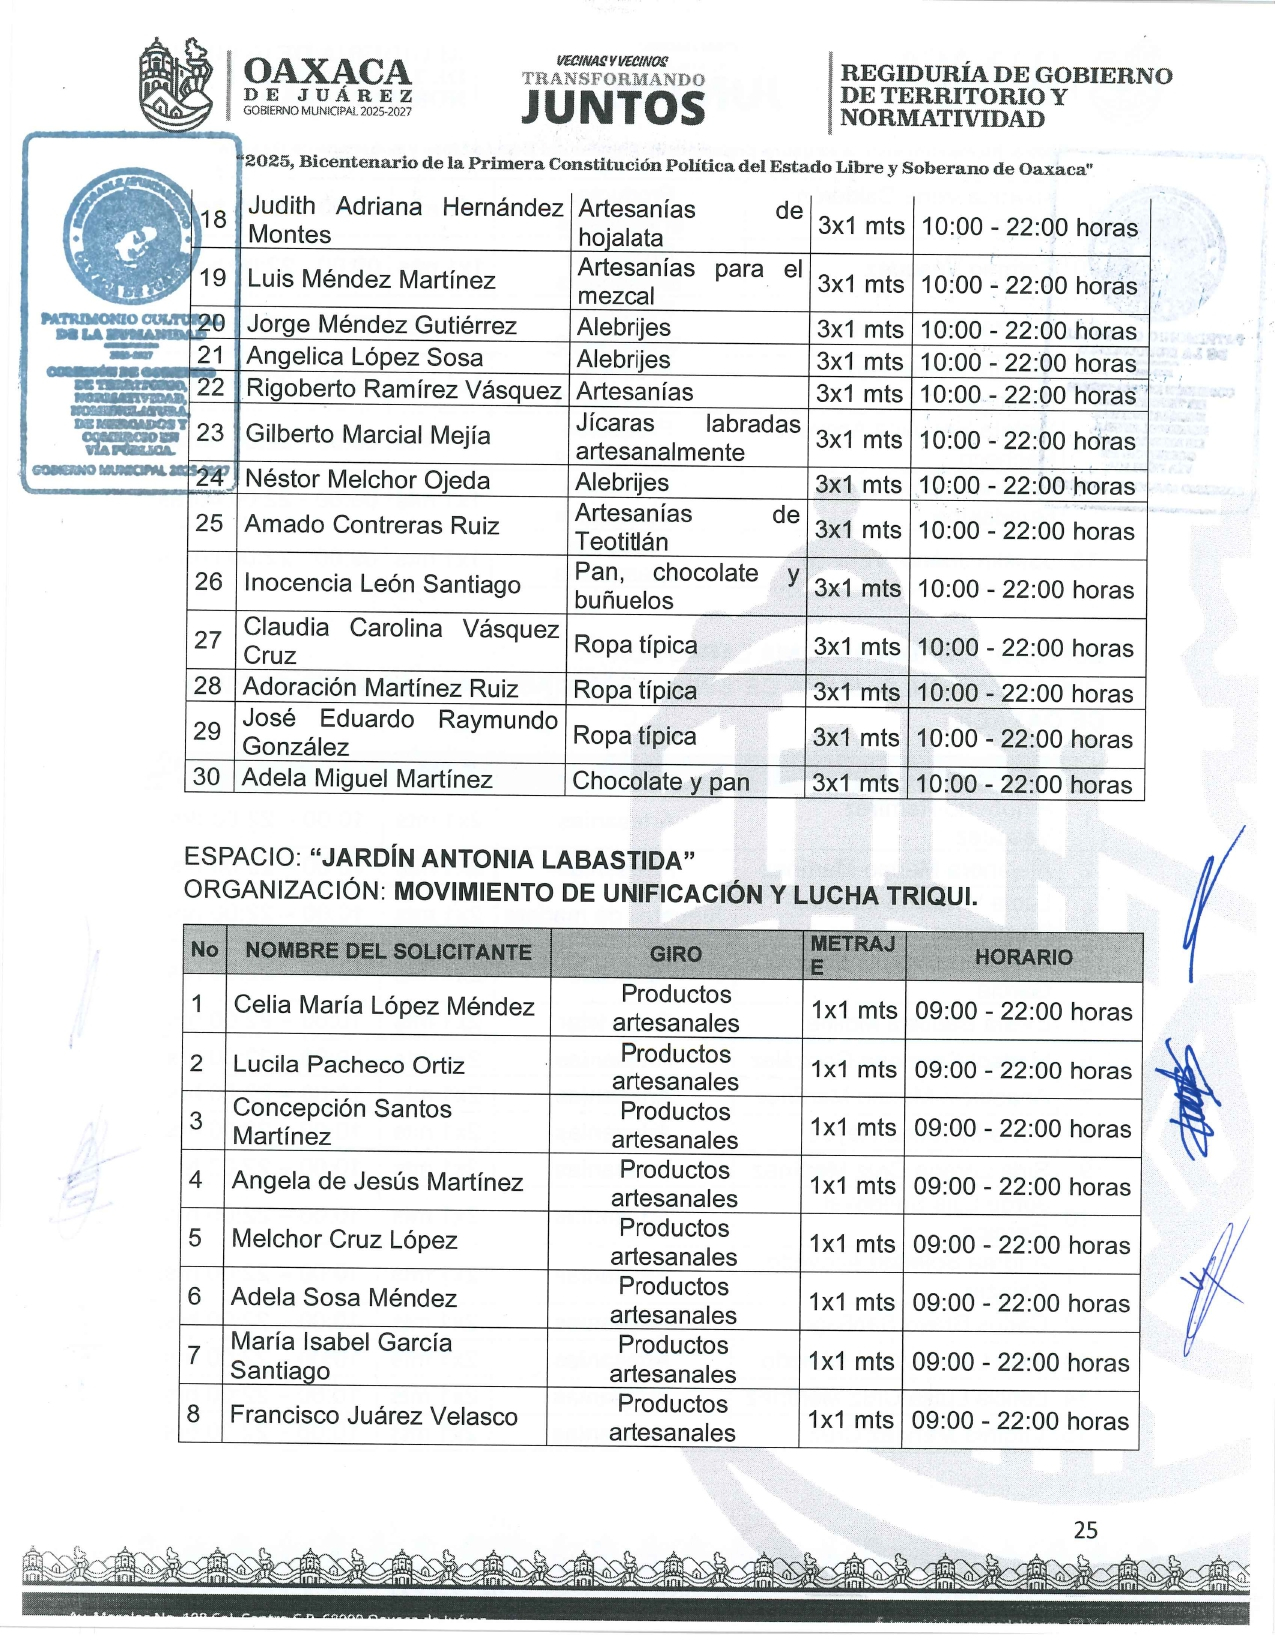 OAXACA
DE JUÁREZ
GOBIERNO MUNICIPAL 2025-2027
VECINAS Y VECINOS
TRANSFORMANDO
JUNTOS
REGIDURÍA DE GOBIERNO
DE TERRITORIO Y
NORMATIVIDAD
"2025, Bicentenario de la Primera Constitución Política del Estado Libre y Soberano de Oaxaca"
PATRIMONIO CULTURAL
DE LA HUMANIDAD
2025-2027
COMISIÓN DE GOBIERNO
DE TERRITORIO,
NORMATIVIDAD,
NOMENCLATURA,
DE MERCADOS Y
COMERCIO EN
VÍA PÚBLICA.
GOBIERNO MUNICIPAL 2025-2027
18 Judith Adriana Hernández Montes Artesanías de hojalata 3x1 mts 10:00 - 22:00 horas
19 Luis Méndez Martínez Artesanías para el mezcal 3x1 mts 10:00 - 22:00 horas
20 Jorge Méndez Gutiérrez Alebrijes 3x1 mts 10:00 - 22:00 horas
21 Angelica López Sosa Alebrijes 3x1 mts 10:00 - 22:00 horas
22 Rigoberto Ramírez Vásquez Artesanías 3x1 mts 10:00 - 22:00 horas
23 Gilberto Marcial Mejía Jícaras labradas artesanalmente 3x1 mts 10:00 - 22:00 horas
24 Néstor Melchor Ojeda Alebrijes 3x1 mts 10:00 - 22:00 horas
25 Amado Contreras Ruiz Artesanías de Teotitlán 3x1 mts 10:00 - 22:00 horas
26 Inocencia León Santiago Pan, chocolate y buñuelos 3x1 mts 10:00 - 22:00 horas
27 Claudia Carolina Vásquez Cruz Ropa típica 3x1 mts 10:00 - 22:00 horas
28 Adoración Martínez Ruiz Ropa típica 3x1 mts 10:00 - 22:00 horas
29 José Eduardo Raymundo González Ropa típica 3x1 mts 10:00 - 22:00 horas
30 Adela Miguel Martínez Chocolate y pan 3x1 mts 10:00 - 22:00 horas
ESPACIO: “JARDÍN ANTONIA LABASTIDA”
ORGANIZACIÓN: MOVIMIENTO DE UNIFICACIÓN Y LUCHA TRIQUI.
No NOMBRE DEL SOLICITANTE GIRO METRAJE HORARIO
1 Celia María López Méndez Productos artesanales 1x1 mts 09:00 - 22:00 horas
2 Lucila Pacheco Ortiz Productos artesanales 1x1 mts 09:00 - 22:00 horas
3 Concepción Santos Martínez Productos artesanales 1x1 mts 09:00 - 22:00 horas
4 Angela de Jesús Martínez Productos artesanales 1x1 mts 09:00 - 22:00 horas
5 Melchor Cruz López Productos artesanales 1x1 mts 09:00 - 22:00 horas
6 Adela Sosa Méndez Productos artesanales 1x1 mts 09:00 - 22:00 horas
7 María Isabel García Santiago Productos artesanales 1x1 mts 09:00 - 22:00 horas
8 Francisco Juárez Velasco Productos artesanales 1x1 mts 09:00 - 22:00 horas
25